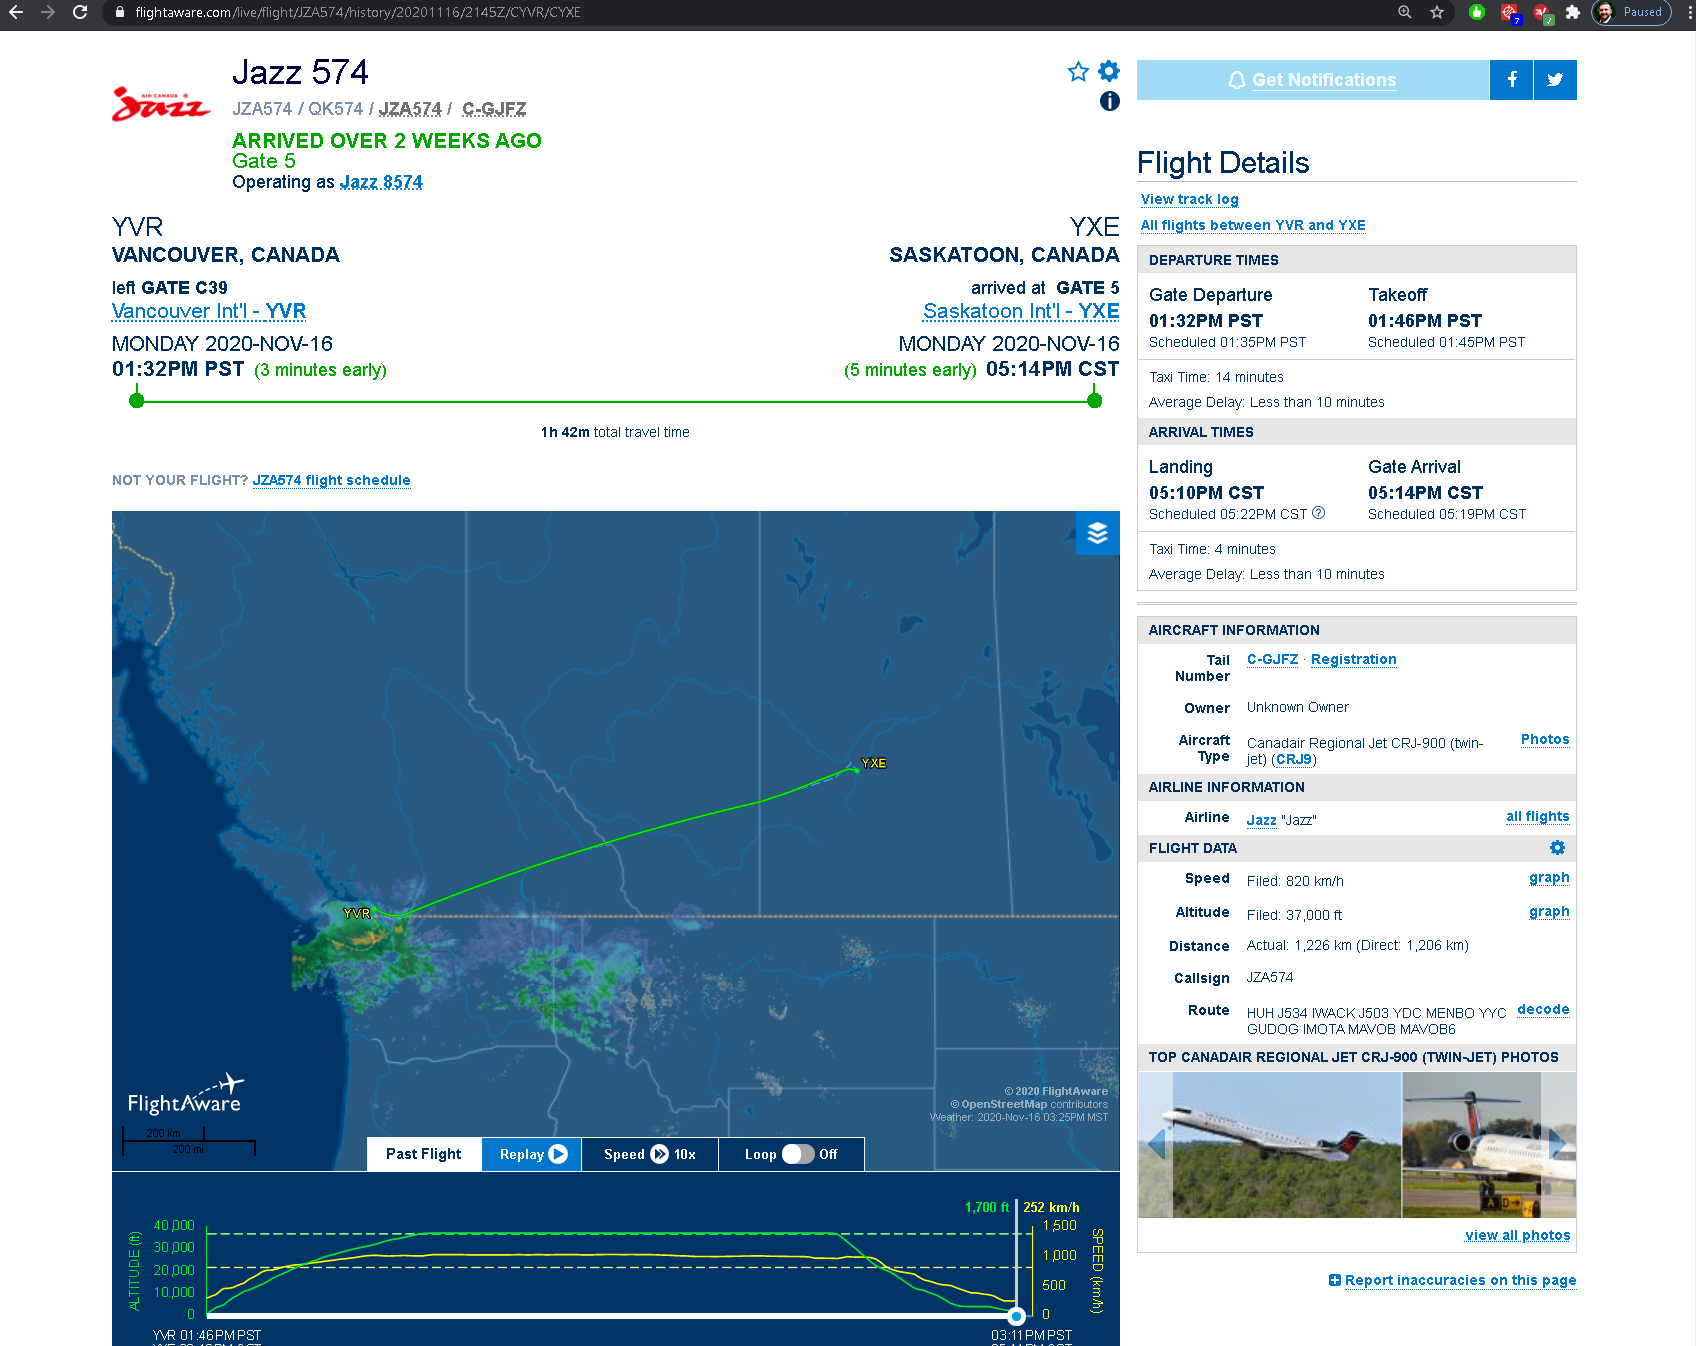 flightaware.com/live/flight/JZA574/history/20201116/2145Z/CYVR/CYXE
7
Paused
AIR CANADA
Jazz
Jazz 574
JZA574 / QK574 / JZA574 / C-GJFZ
ARRIVED OVER 2 WEEKS AGO
Gate 5
Operating as Jazz 8574
YVR
VANCOUVER, CANADA
left GATE C39
Vancouver Int'l - YVR
MONDAY 2020-NOV-16
01:32PM PST (3 minutes early)
YXE
SASKATOON, CANADA
arrived at GATE 5
Saskatoon Int'l - YXE
MONDAY 2020-NOV-16
(5 minutes early) 05:14PM CST
1h 42m total travel time
NOT YOUR FLIGHT? JZA574 flight schedule
YXE
YVR
FlightAware
200 km
200 mi
© 2020 FlightAware
© OpenStreetMap contributors
Weather: 2020-Nov-16 03:25PM MST
Past Flight
Replay
Speed 10x
Loop Off
1,700 ft 252 km/h
ALTITUDE (ft)
40,000
30,000
20,000
10,000
0
1,500
1,000
500
0
SPEED (km/h)
YVR 01:46PM PST
03:11PM PST
Get Notifications
Flight Details
View track log
All flights between YVR and YXE
DEPARTURE TIMES
Gate Departure Takeoff
01:32PM PST 01:46PM PST
Scheduled 01:35PM PST Scheduled 01:45PM PST
Taxi Time: 14 minutes
Average Delay: Less than 10 minutes
ARRIVAL TIMES
Landing Gate Arrival
05:10PM CST 05:14PM CST
Scheduled 05:22PM CST Scheduled 05:19PM CST
Taxi Time: 4 minutes
Average Delay: Less than 10 minutes
AIRCRAFT INFORMATION
Tail Number C-GJFZ · Registration
Owner Unknown Owner
Aircraft Type Canadair Regional Jet CRJ-900 (twin-
jet) (CRJ9) Photos
AIRLINE INFORMATION
Airline Jazz "Jazz" all flights
FLIGHT DATA
Speed Filed: 820 km/h graph
Altitude Filed: 37,000 ft graph
Distance Actual: 1,226 km (Direct: 1,206 km)
Callsign JZA574
Route HUH J534 IWACK J503 YDC MENBO YYC decode
GUDOG IMOTA MAVOB MAVOB6
TOP CANADAIR REGIONAL JET CRJ-900 (TWIN-JET) PHOTOS
A D→
view all photos
Report inaccuracies on this page